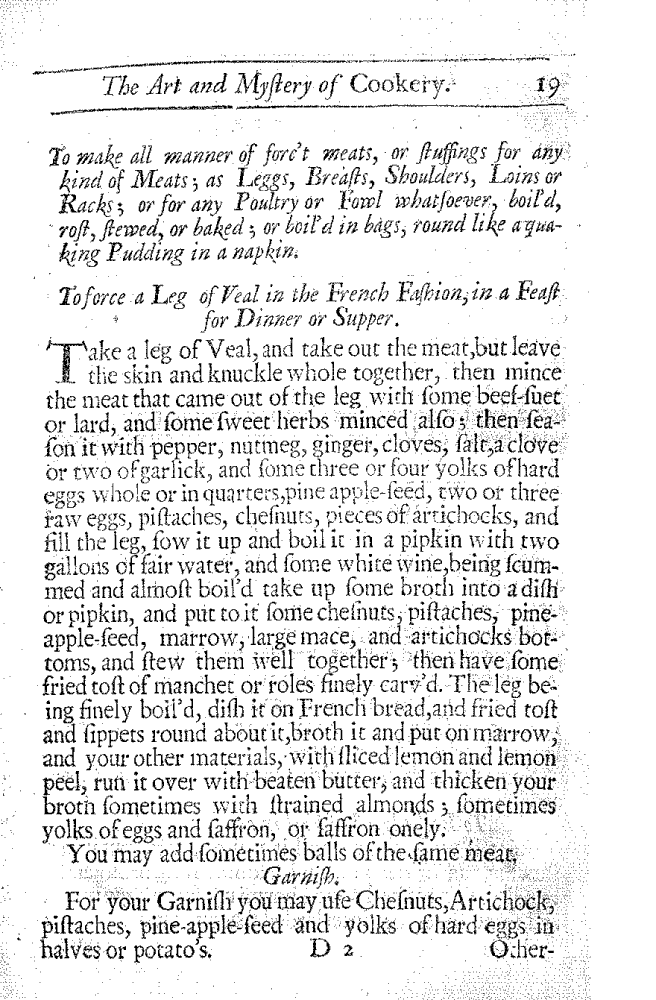 The Art and Myſtery of Cookery. 19
To make all manner of forc't meats, or ſtuffings for any
kind of Meats; as Leggs, Breaſts, Shoulders, Loins or
Racks; or for any Poultry or Fowl whatſoever, boil'd,
roſt, ſtewed, or baked; or boil'd in bags, round like a qua-
king Pudding in a napkin.
To force a Leg of Veal in the French Faſhion, in a Feaſt
for Dinner or Supper.
Take a leg of Veal, and take out the meat, but leave
the skin and knuckle whole together, then mince
the meat that came out of the leg with ſome beef-ſuet
or lard, and ſome ſweet herbs minced alſo; then ſea-
ſon it with pepper, nutmeg, ginger, cloves, ſalt, a clove
or two of garlick, and ſome three or four yolks of hard
eggs whole or in quarters, pine apple-ſeed, two or three
raw eggs, piſtaches, cheſnuts, pieces of artichocks, and
fill the leg, ſow it up and boil it in a pipkin with two
gallons of fair water, and ſome white wine, being ſcum-
med and almoſt boil'd take up ſome broth into a diſh
or pipkin, and put to it ſome cheſnuts, piſtaches, pine-
apple-ſeed, marrow, large mace, and artichocks bot-
toms, and ſtew them well together; then have ſome
fried toſt of manchet or roles finely carv'd. The leg be-
ing finely boil'd, diſh it on French bread, and fried toſt
and ſippets round about it, broth it and put on marrow,
and your other materials, with ſliced lemon and lemon
peel, run it over with beaten butter, and thicken your
broth ſometimes with ſtrained almonds; ſometimes
yolks of eggs and ſaffron, or ſaffron onely.
You may add ſometimes balls of the ſame meat.
Garniſh.
For your Garniſh you may uſe Cheſnuts, Artichock,
piſtaches, pine-apple-ſeed and yolks of hard eggs in
halves or potato's. D 2 Other-